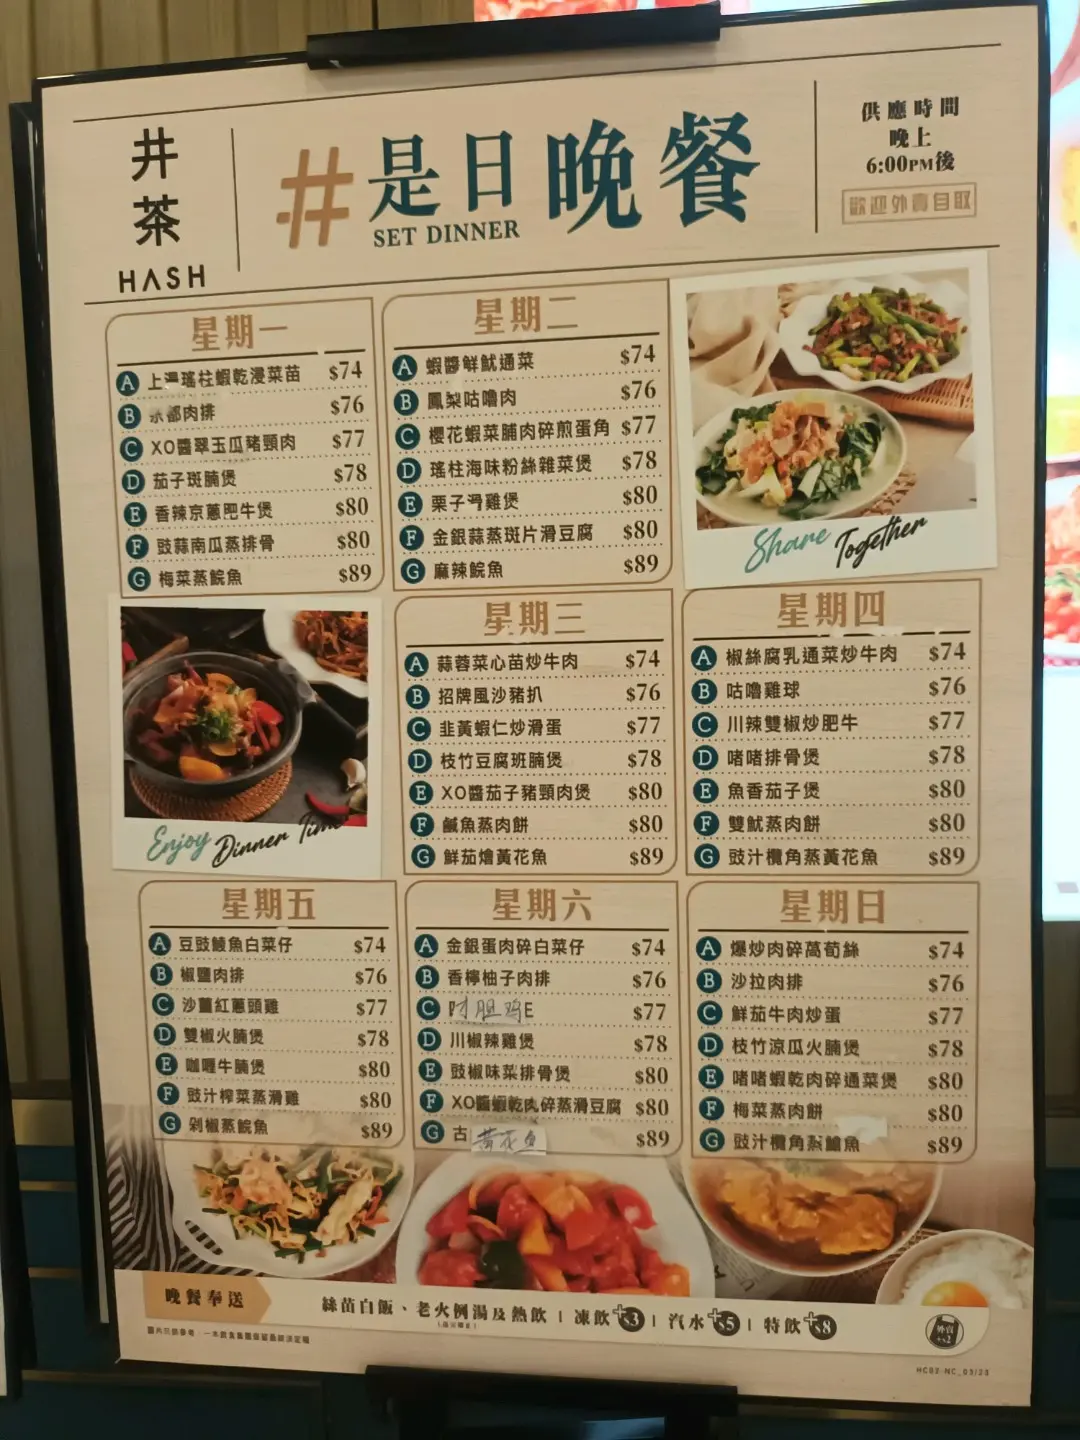 井茶
HASH
#是日晚餐
SET DINNER
供應時間
晚上
6:00PM後
歡迎外賣自取
星期一
A 上湯瑤柱蝦乾浸菜苗 $74
B 京都肉排 $76
C XO醬翠玉瓜豬頸肉 $77
D 茄子斑腩煲 $78
E 香辣京蔥肥牛煲 $80
F 豉蒜南瓜蒸排骨 $80
G 梅菜蒸鯇魚 $89
星期二
A 蝦醬鮮魷通菜 $74
B 鳳梨咕嚕肉 $76
C 櫻花蝦菜脯肉碎煎蛋角 $77
D 瑤柱海味粉絲雜菜煲 $78
E 栗子滑雞煲 $80
F 金銀蒜蒸斑片滑豆腐 $80
G 麻辣鯇魚 $89
Share Together
Enjoy Dinner Time
星期三
A 蒜蓉菜心苗炒牛肉 $74
B 招牌風沙豬扒 $76
C 韭黃蝦仁炒滑蛋 $77
D 枝竹豆腐班腩煲 $78
E XO醬茄子豬頸肉煲 $80
F 鹹魚蒸肉餅 $80
G 鮮茄燴黃花魚 $89
星期四
A 椒絲腐乳通菜炒牛肉 $74
B 咕嚕雞球 $76
C 川辣雙椒炒肥牛 $77
D 啫啫排骨煲 $78
E 魚香茄子煲 $80
F 雙魷蒸肉餅 $80
G 豉汁欖角蒸黃花魚 $89
星期五
A 豆豉鯪魚白菜仔 $74
B 椒鹽肉排 $76
C 沙薑紅蔥頭雞 $77
D 雙椒火腩煲 $78
E 咖喱牛腩煲 $80
F 豉汁榨菜蒸滑雞 $80
G 剁椒蒸鯇魚 $89
星期六
A 金銀蛋肉碎白菜仔 $74
B 香檸柚子肉排 $76
C $77
D 川椒辣雞煲 $78
E 豉椒味菜排骨煲 $80
F XO醬蝦乾肉碎蒸滑豆腐 $80
G 古 黄花鱼 $89
星期日
A 爆炒肉碎萵筍絲 $74
B 沙拉肉排 $76
C 鮮茄牛肉炒蛋 $77
D 枝竹涼瓜火腩煲 $78
E 啫啫蝦乾肉碎通菜煲 $80
F 梅菜蒸肉餅 $80
G 豉汁欖角蒸鱸魚 $89
晚餐奉送
絲苗白飯、老火例湯及熱飲 | 凍飲+$3 | 汽水+$5 | 特飲+$8
外賣
+$2
HC02-NC_03/23